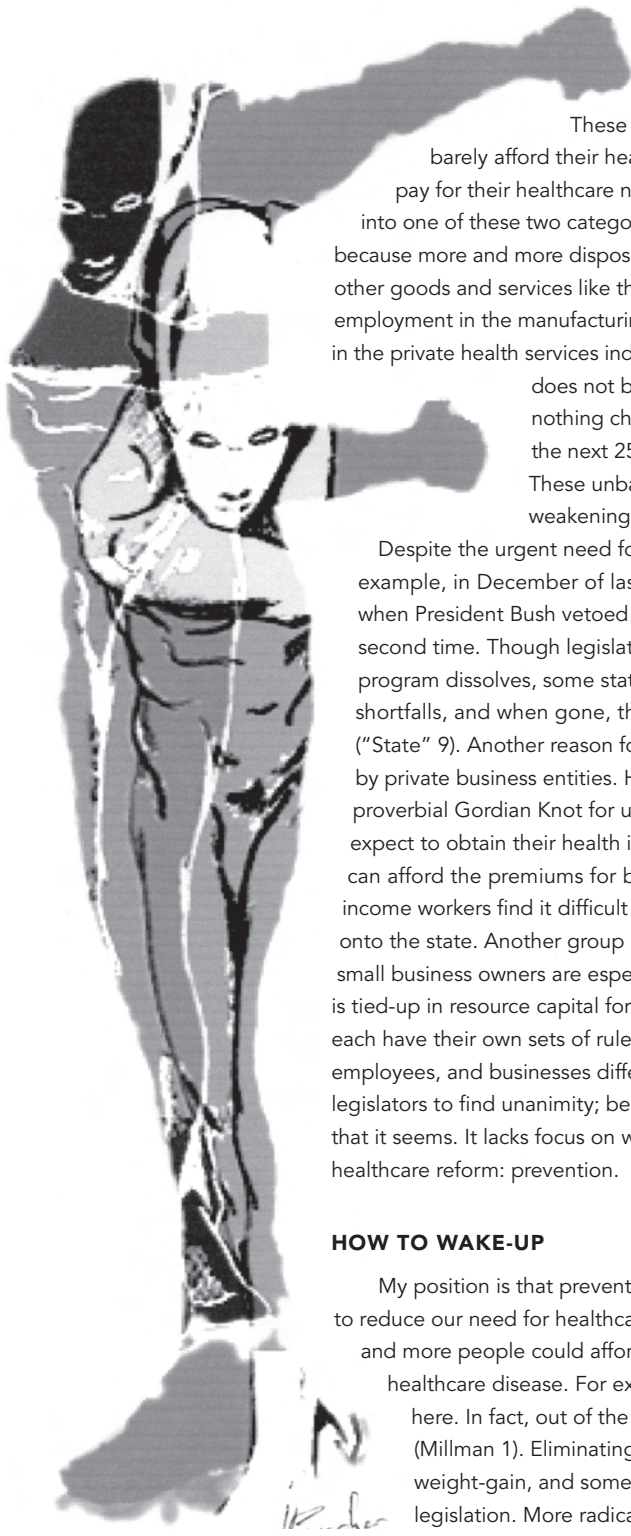 These
barely afford their hea
pay for their healthcare n
into one of these two catego
because more and more dispos
other goods and services like th
employment in the manufacturin
in the private health services ind
does not b
nothing ch
the next 25
These unba
weakening
Despite the urgent need fo
example, in December of las
when President Bush vetoed
second time. Though legislat
program dissolves, some stat
shortfalls, and when gone, th
(“State” 9). Another reason fo
by private business entities. H
proverbial Gordian Knot for u
expect to obtain their health i
can afford the premiums for b
income workers find it difficult
onto the state. Another group
small business owners are espe
is tied-up in resource capital for
each have their own sets of rule
employees, and businesses diffe
legislators to find unanimity; be
that it seems. It lacks focus on w
healthcare reform: prevention.
HOW TO WAKE-UP
My position is that prevent
to reduce our need for healthca
and more people could affor
healthcare disease. For ex
here. In fact, out of the
(Millman 1). Eliminating
weight-gain, and some
legislation. More radica